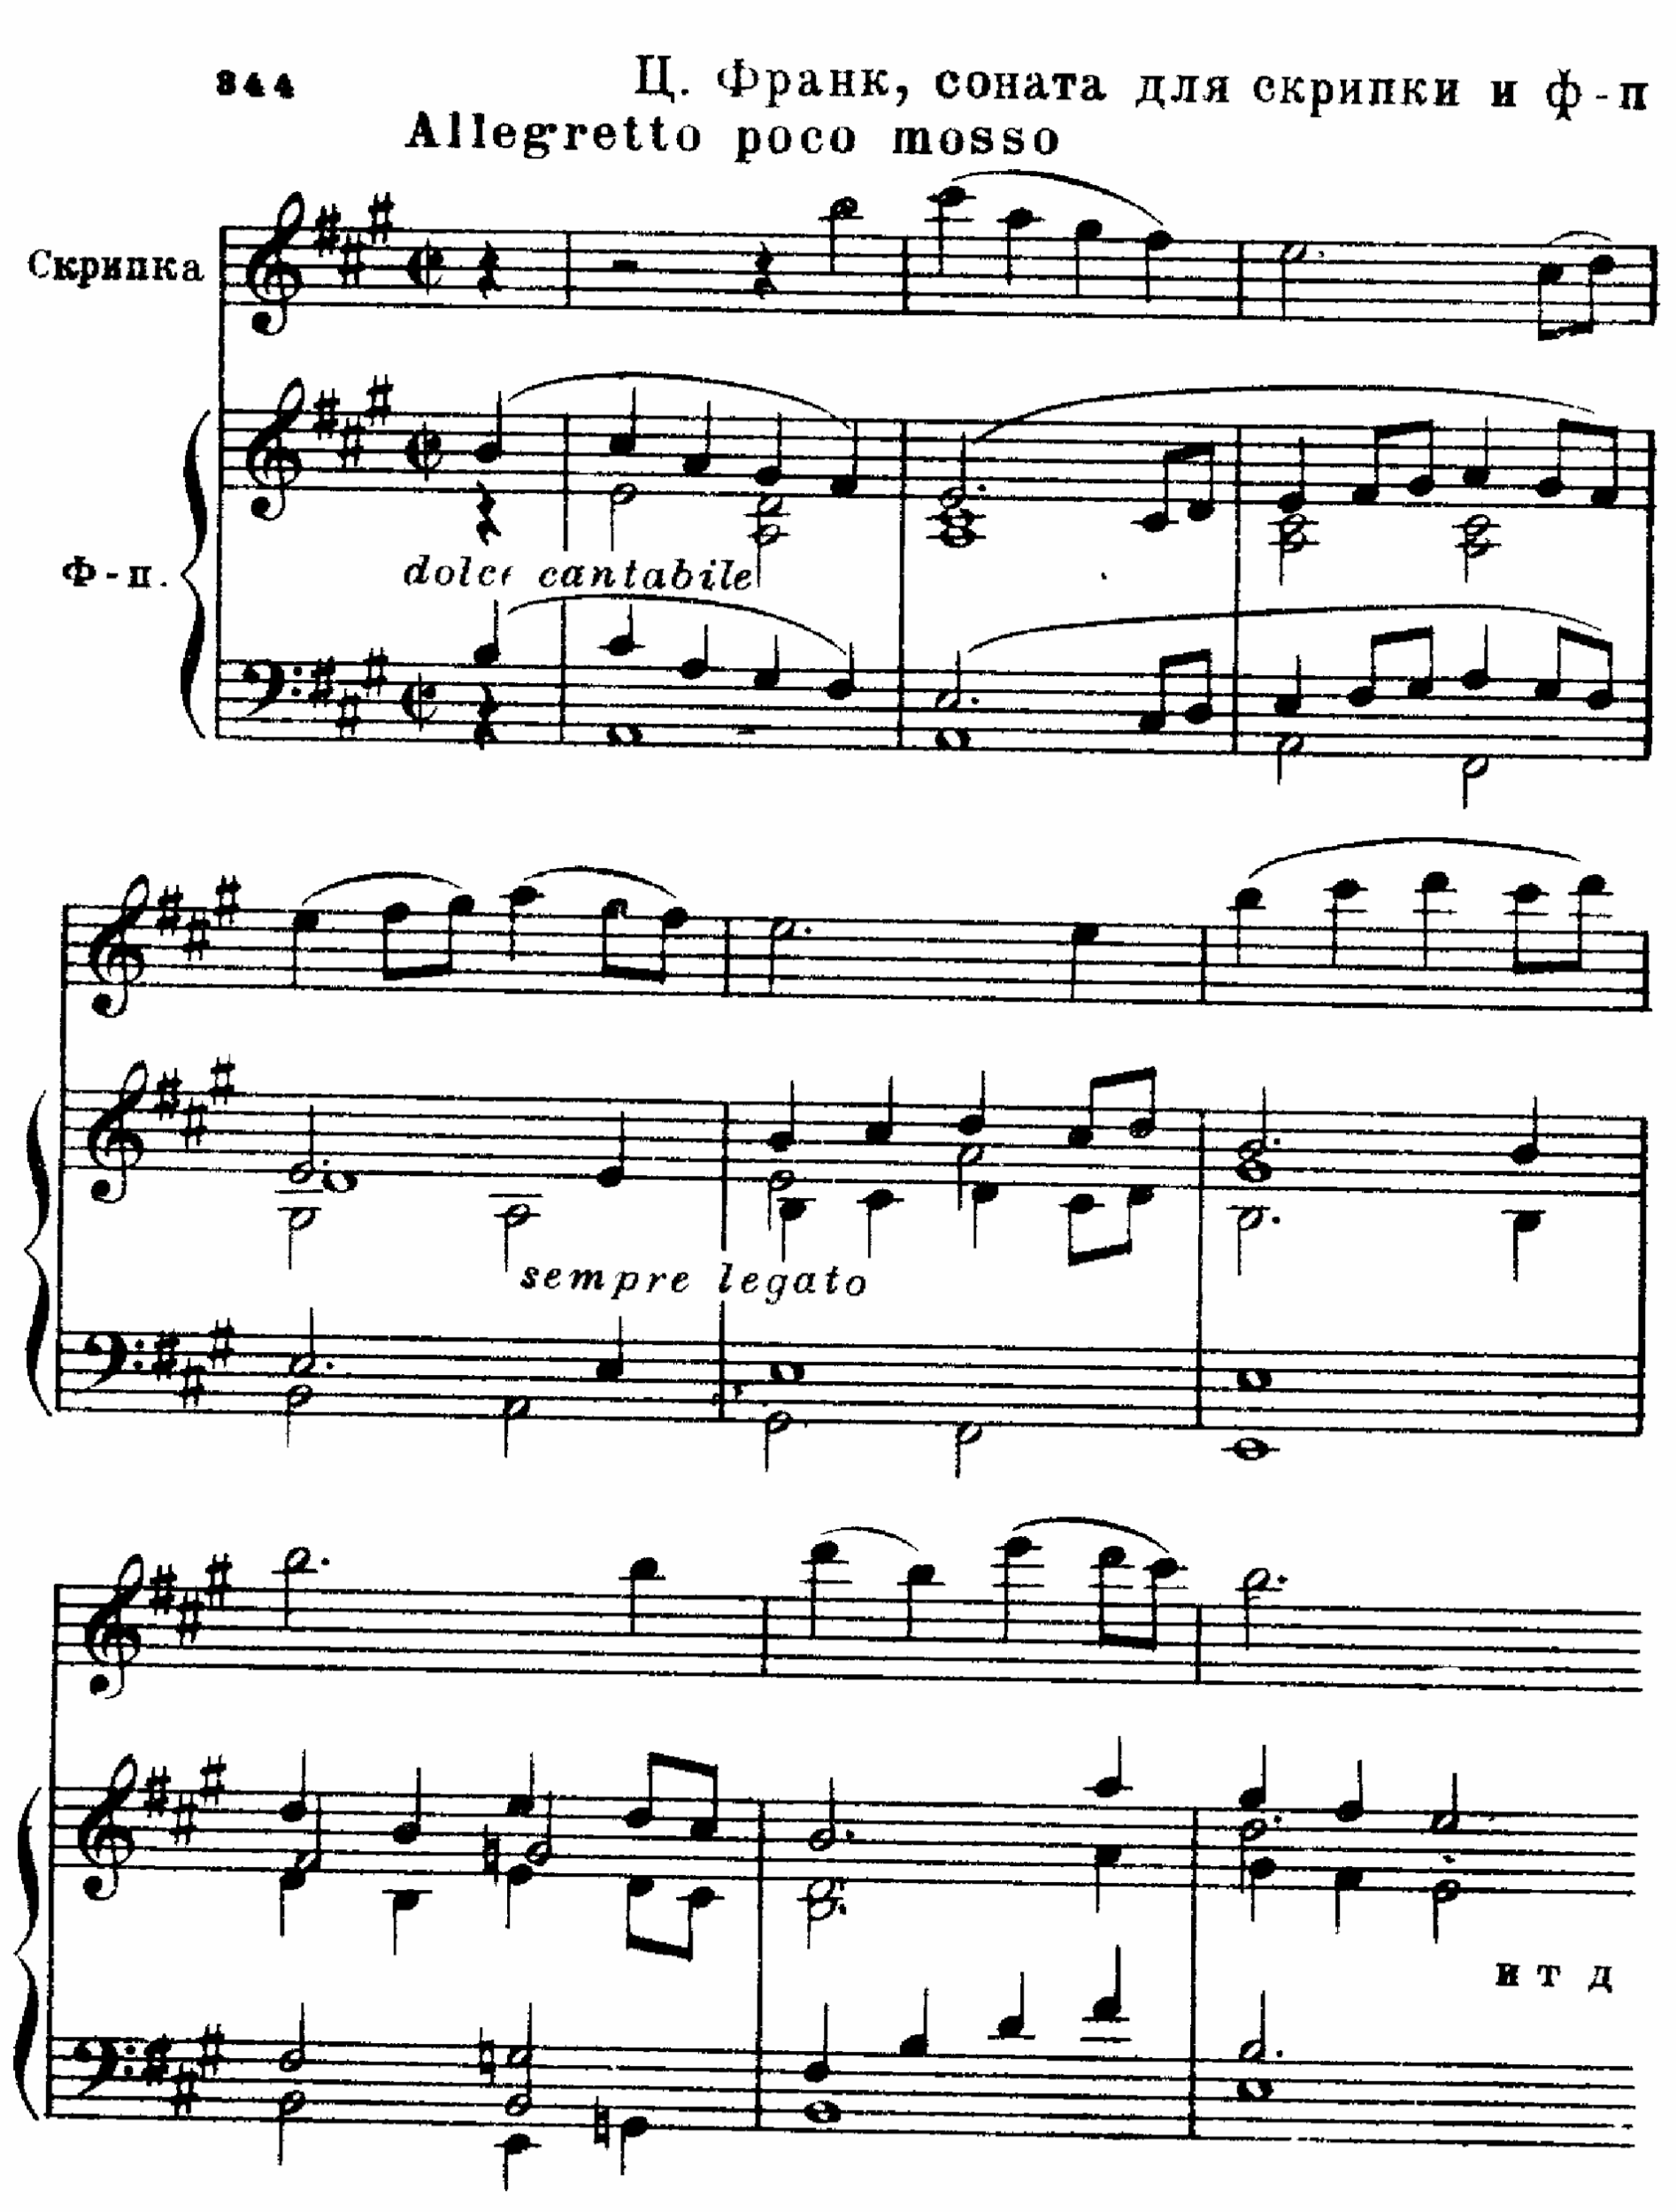 344
Ц. Франк, соната для скрипки и ф-п
Allegretto poco mosso
Скрипка
Ф-п.
dolce cantabile
sempre legato
и т д